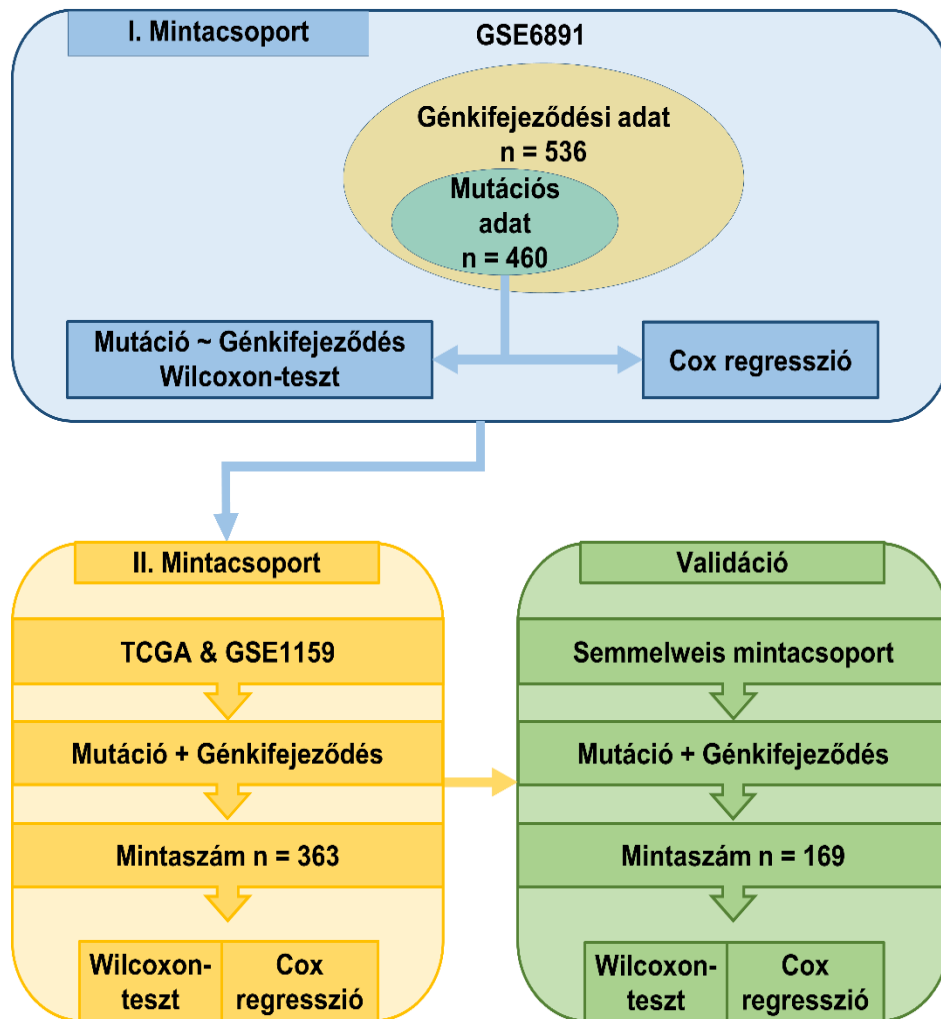 I. Mintacsoport
GSE6891
Génkifejeződési adat
n = 536
Mutációs
adat
n = 460
Mutáció ~ Génkifejeződés
Wilcoxon-teszt
Cox regresszió
II. Mintacsoport
TCGA & GSE1159
Mutáció + Génkifejeződés
Mintaszám n = 363
Wilcoxon-
teszt
Cox
regresszió
Validáció
Semmelweis mintacsoport
Mutáció + Génkifejeződés
Mintaszám n = 169
Wilcoxon-
teszt
Cox
regresszió